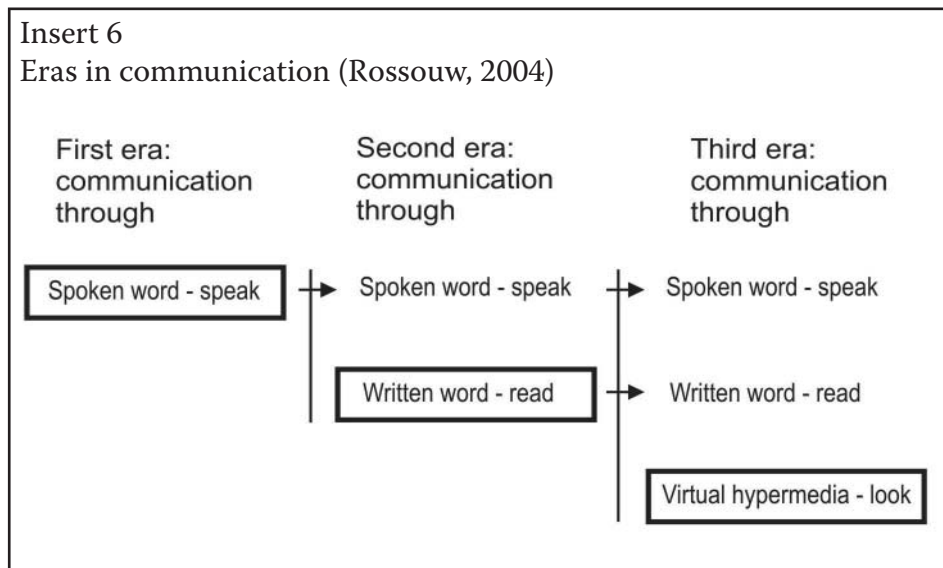 Insert 6
Eras in communication (Rossouw, 2004)
First era:
communication
through
Second era:
communication
through
Third era:
communication
through
Spoken word - speak
Spoken word - speak
Spoken word - speak
Written word - read
Written word - read
Virtual hypermedia - look